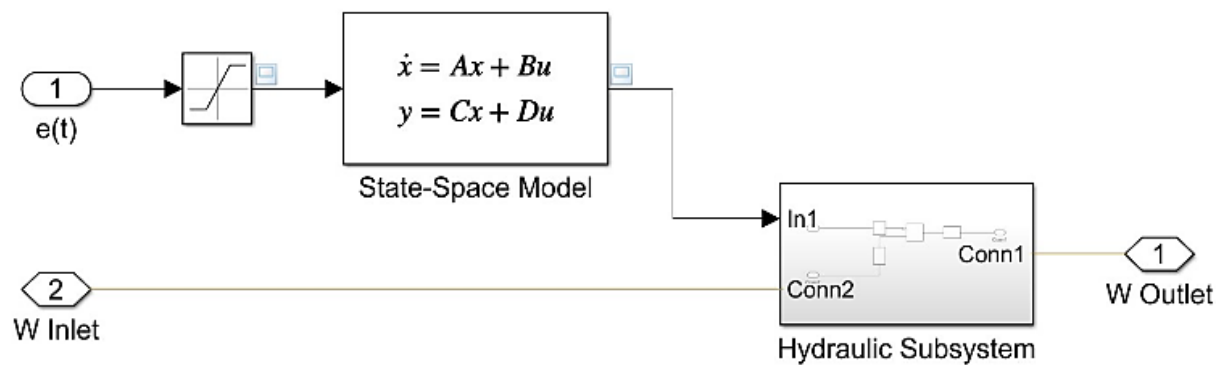 1
e(t)
ẋ = Ax + Bu
y = Cx + Du
State-Space Model
In1
Conn1
Conn2
Hydraulic Subsystem
2
W Inlet
1
W Outlet